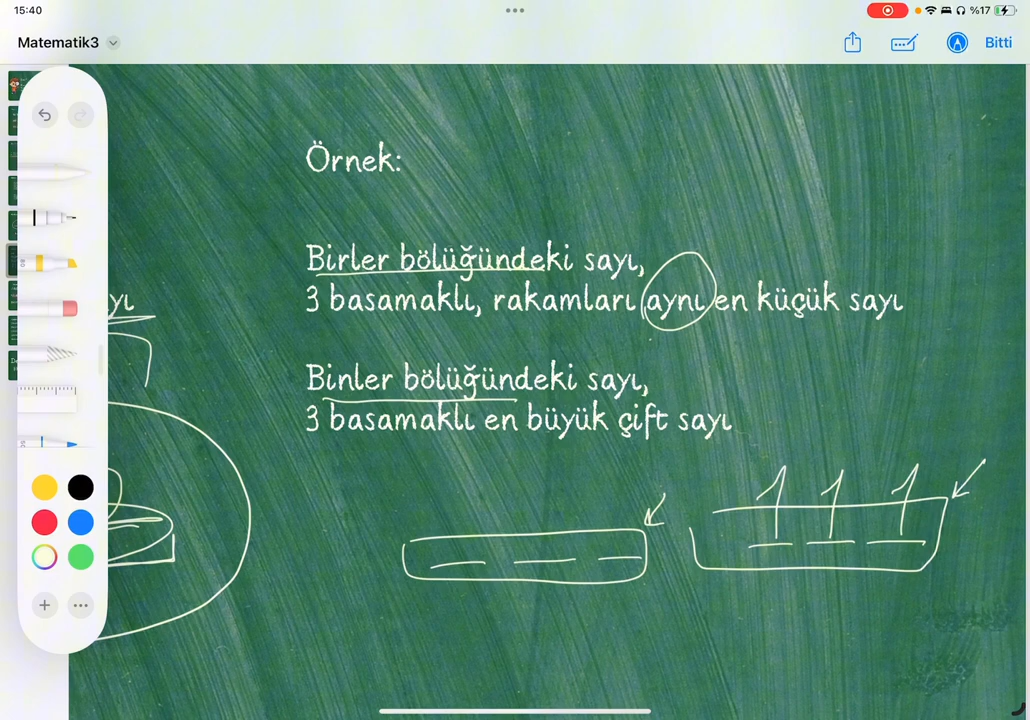 15:40
%17
Matematik3
Bitti
Örnek:
yı
Birler bölüğündeki sayı,
3 basamaklı, rakamları aynı en küçük sayı
Binler bölüğündeki sayı,
3 basamaklı en büyük çift sayı
1 1 1